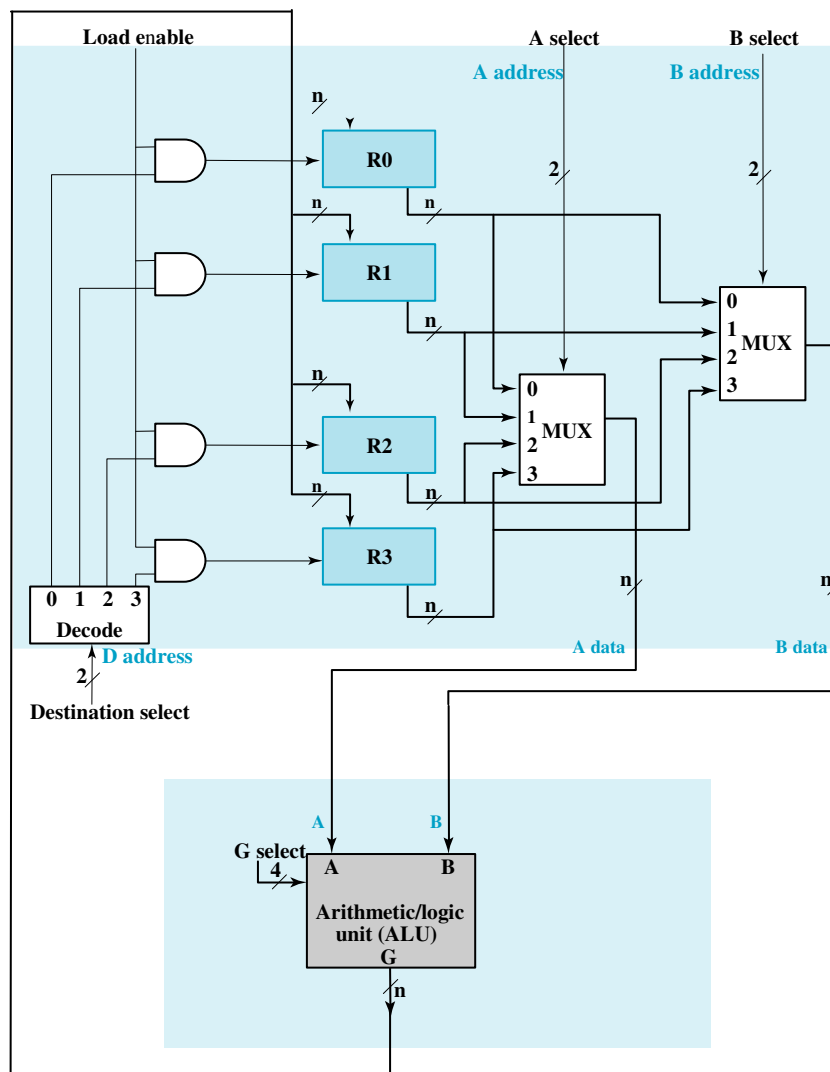 Load enable
A select
B select
A address
B address
n
R0
2
2
n
n
R1
0
1
2
3
MUX
n
n
0
1
2
3
MUX
R2
n
n
R3
n
n
n
0 1 2 3
Decode
D address
2
Destination select
A data
B data
A
B
G select
4
A
B
Arithmetic/logic
unit (ALU)
G
n